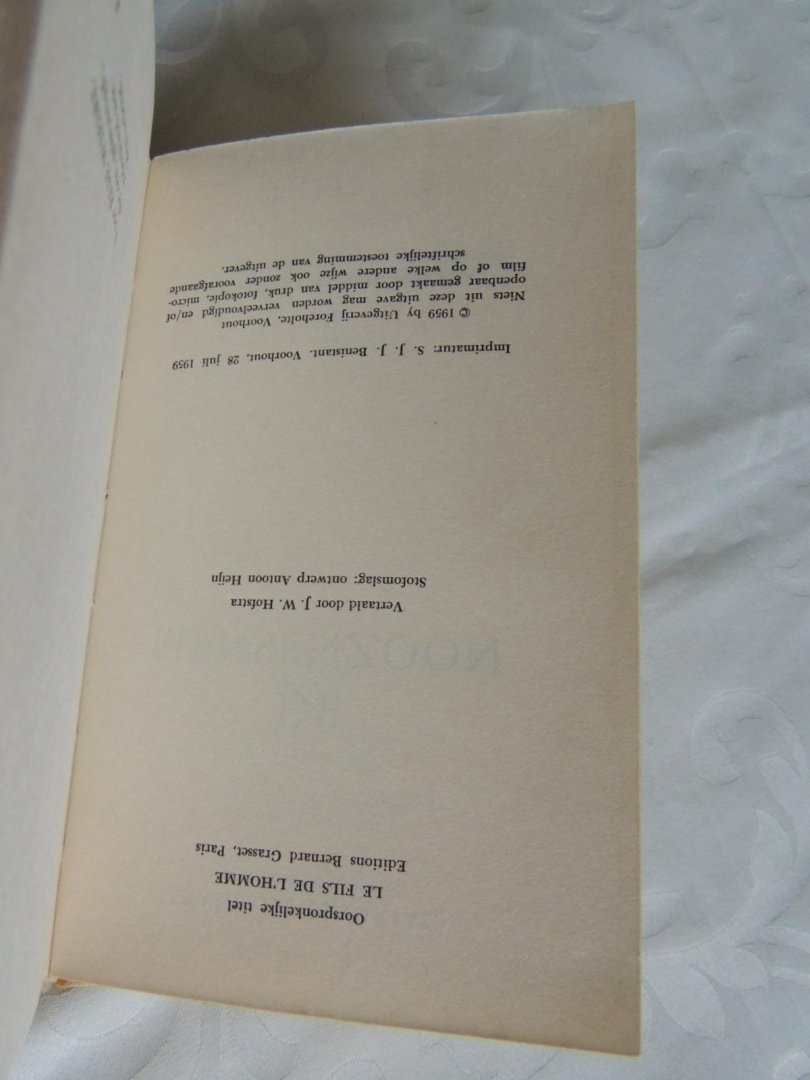 Oorspronkelijke titel
LE FILS DE L'HOMME
Editions Bernard Grasset, Paris
Vertaald door J. W. Hofstra
Stofomslag: ontwerp Antoon Heijn
Imprimatur: S. J. J. Benistant. Voorhout, 28 juli 1959
© 1959 by Uitgeverij Foreholte, Voorhout
Niets uit deze uitgave mag worden verveelvoudigd en/of
openbaar gemaakt door middel van druk, fotokopie, micro-
film of op welke andere wijze ook zonder voorafgaande
schriftelijke toestemming van de uitgever.